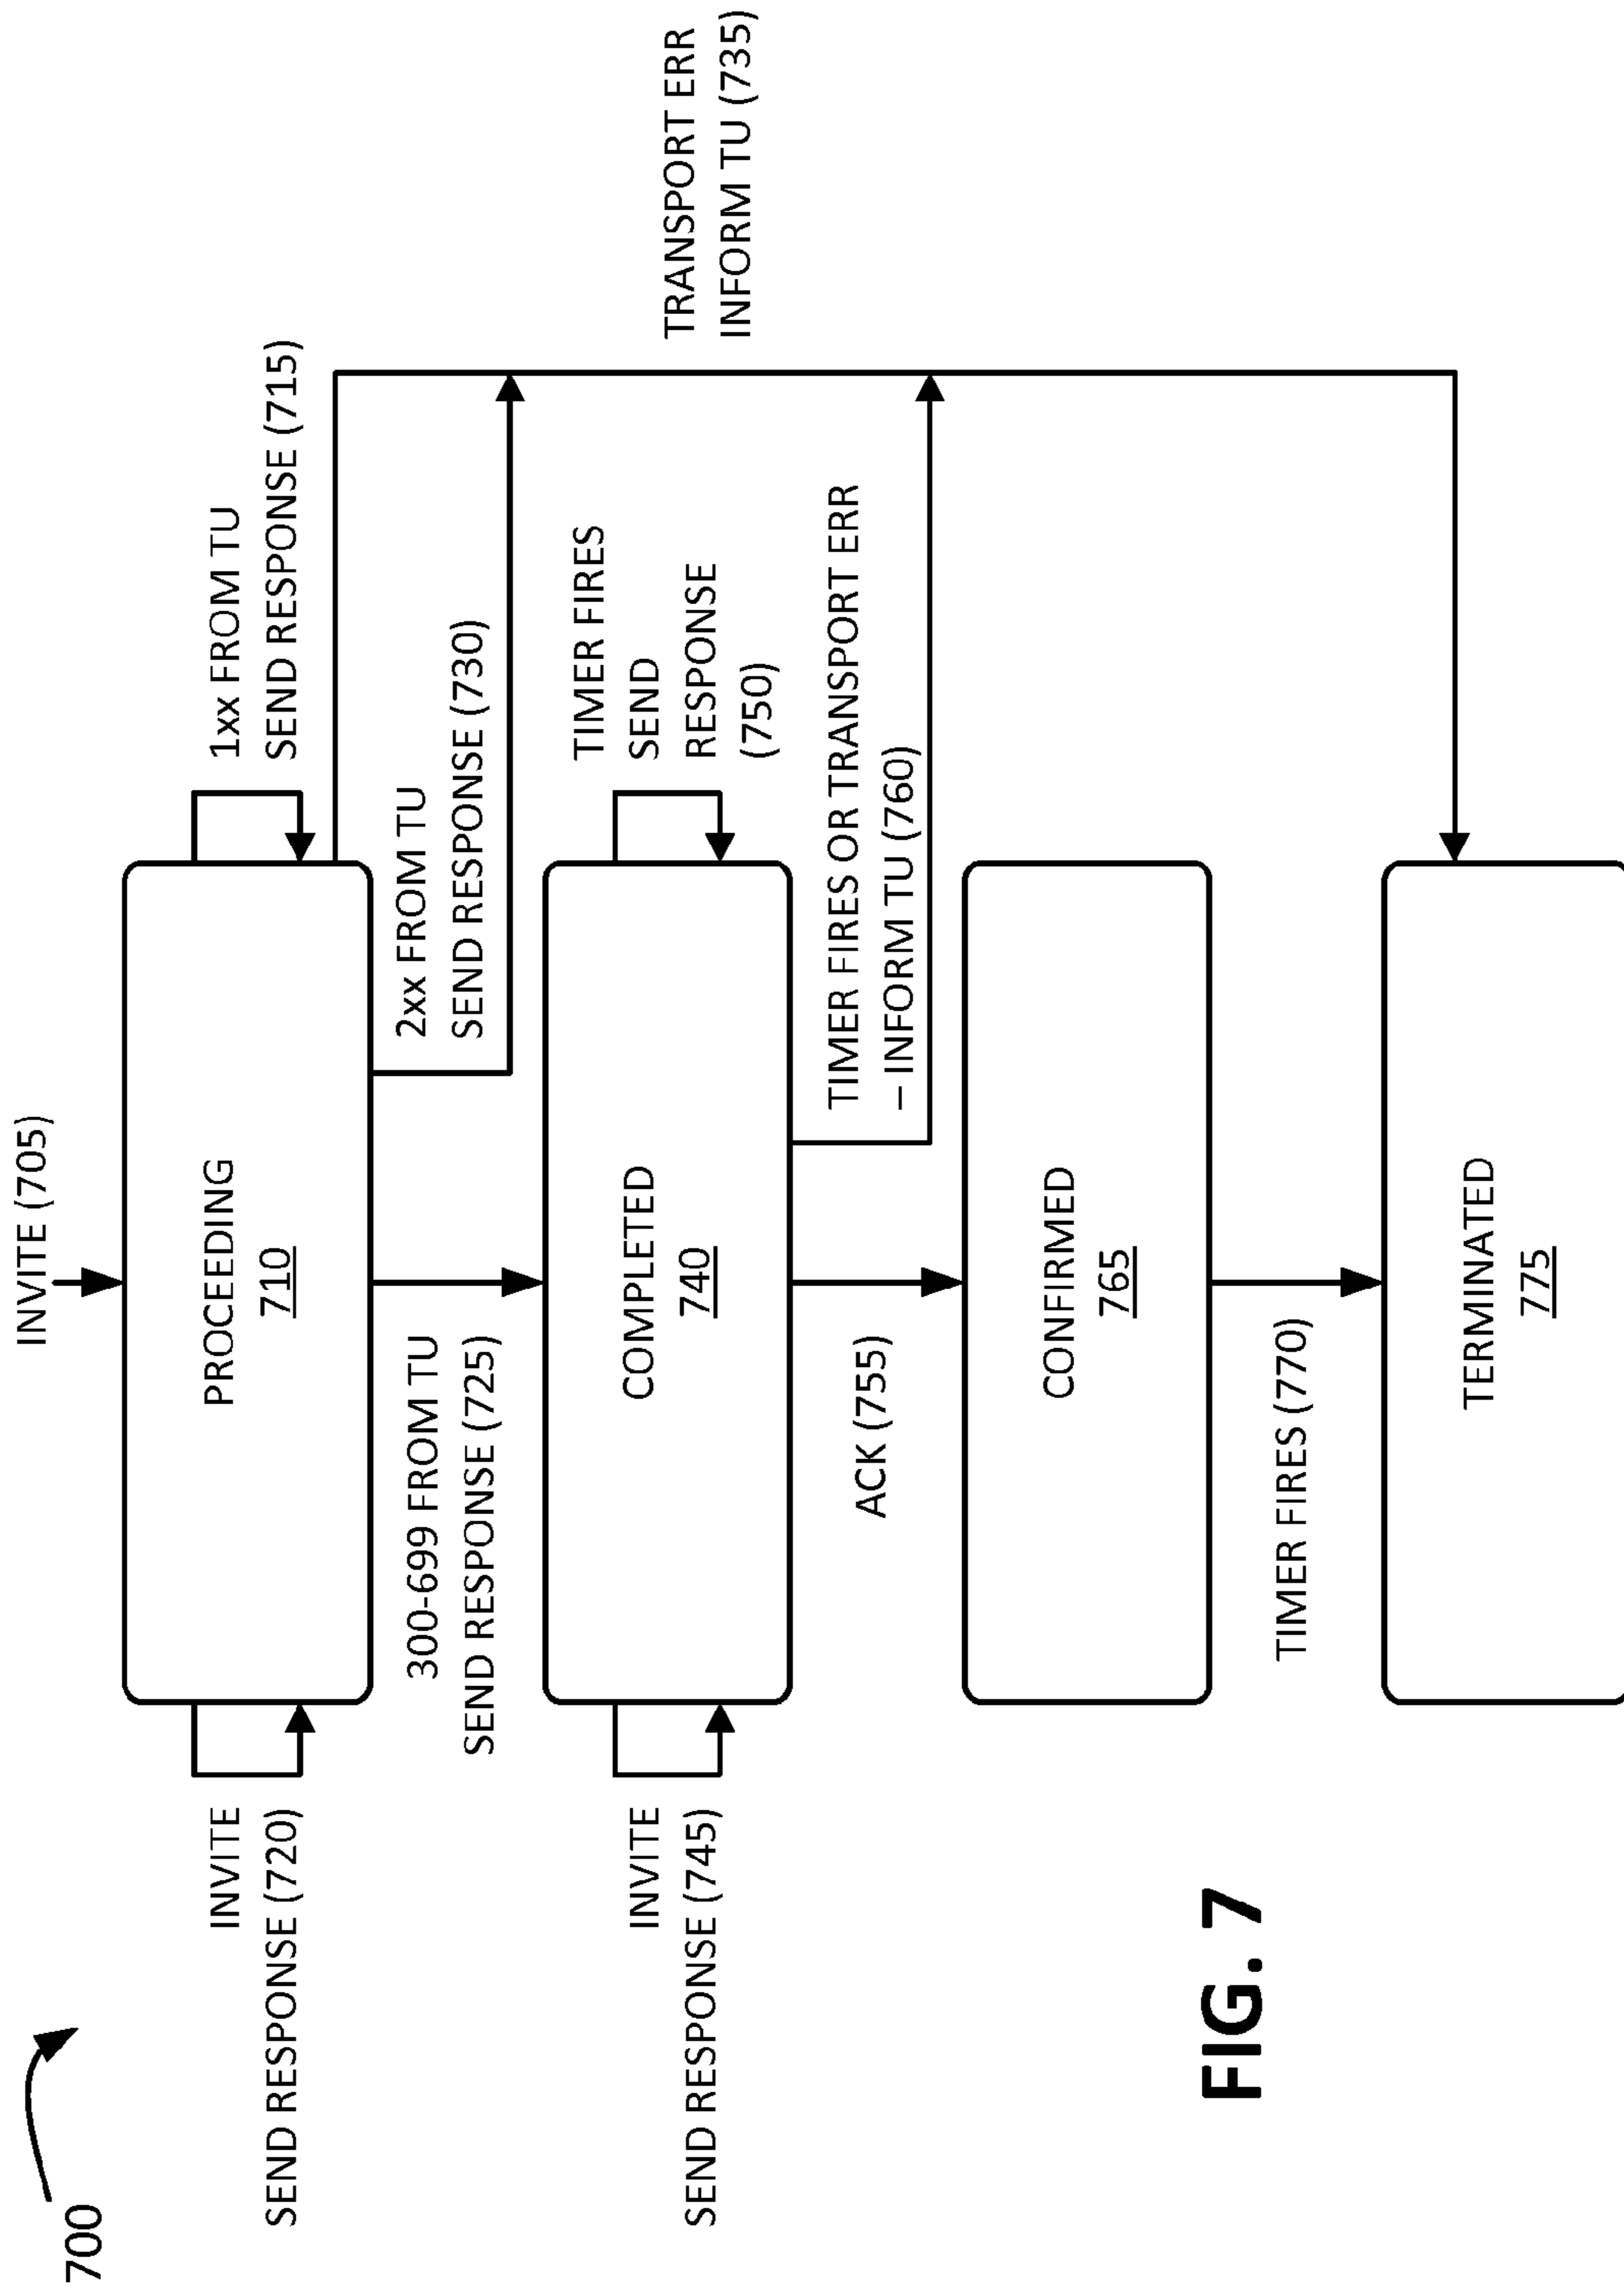 700
INVITE (705)
INVITE
SEND RESPONSE (720)
PROCEEDING
710
1xx FROM TU
SEND RESPONSE (715)
300-699 FROM TU
SEND RESPONSE (725)
2xx FROM TU
SEND RESPONSE (730)
TRANSPORT ERR
INFORM TU (735)
INVITE
SEND RESPONSE (745)
COMPLETED
740
TIMER FIRES
SEND
RESPONSE
(750)
ACK (755)
TIMER FIRES OR TRANSPORT ERR
– INFORM TU (760)
CONFIRMED
765
TIMER FIRES (770)
TERMINATED
775
FIG. 7